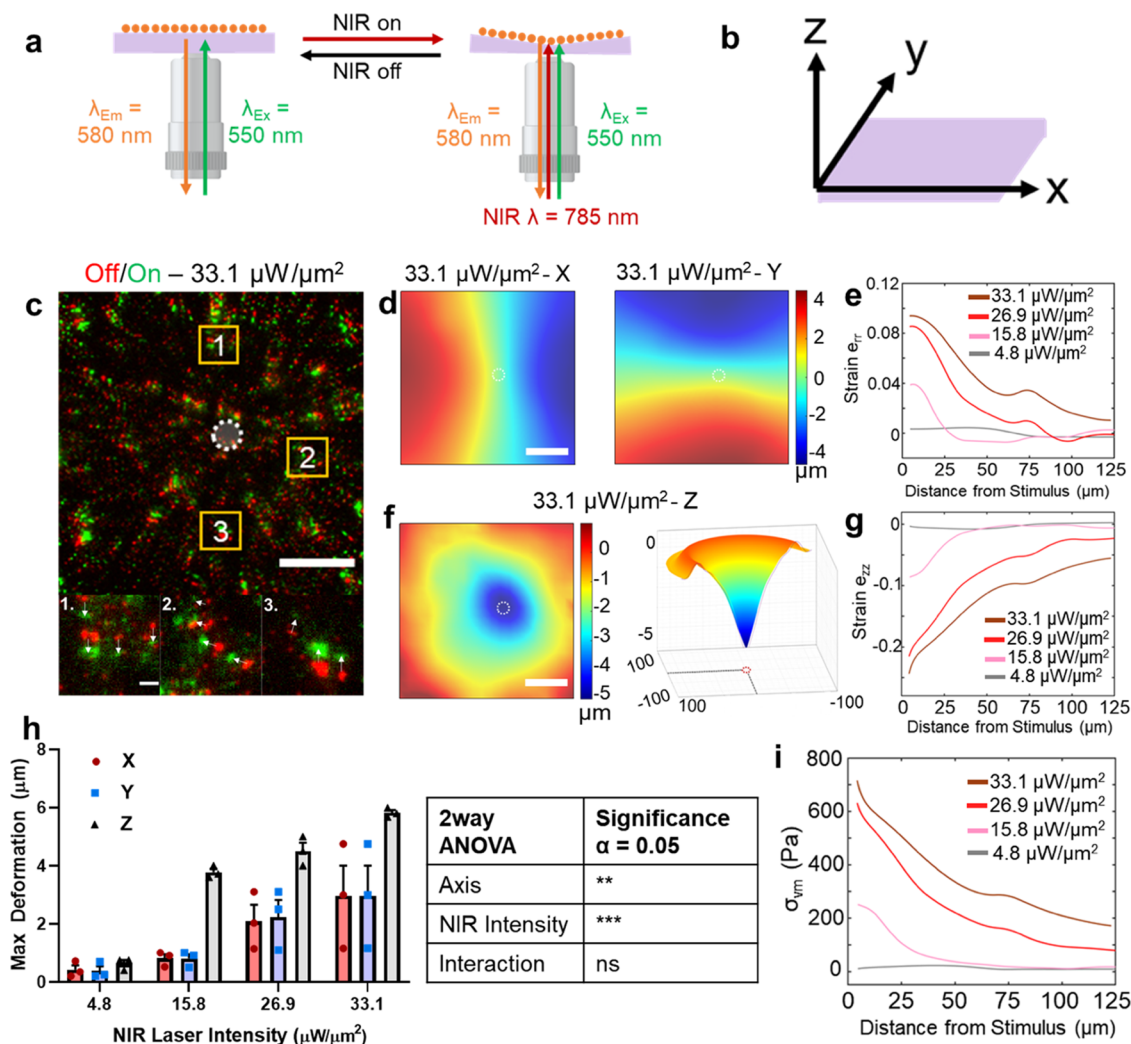 a
NIR on
NIR off
λEm =
580 nm
λEx =
550 nm
λEm =
580 nm
λEx =
550 nm
NIR λ = 785 nm
b
z
y
x
Off/On – 33.1 µW/µm²
c
1
2
3
1.
2.
3.
d
33.1 µW/µm² - X
33.1 µW/µm² - Y
4
2
0
-2
-4
µm
e
0.12
0.08
0.04
0
Strain err
33.1 µW/µm²
26.9 µW/µm²
15.8 µW/µm²
4.8 µW/µm²
0
25
50
75
100
125
Distance from Stimulus (µm)
33.1 µW/µm² - Z
f
0
-1
-2
-3
-4
-5
µm
0
-5
100
-100
100
-100
g
0
-0.1
-0.2
Strain ezz
33.1 µW/µm²
26.9 µW/µm²
15.8 µW/µm²
4.8 µW/µm²
0
25
50
75
100
125
Distance from Stimulus (µm)
h
X
Y
Z
Max Deformation (µm)
8
6
4
2
0
4.8
15.8
26.9
33.1
NIR Laser Intensity (µW/µm²)
2way ANOVA
Significance α = 0.05
Axis
**
NIR Intensity
***
Interaction
ns
i
800
600
400
200
0
σvm (Pa)
33.1 µW/µm²
26.9 µW/µm²
15.8 µW/µm²
4.8 µW/µm²
0
25
50
75
100
125
Distance from Stimulus (µm)